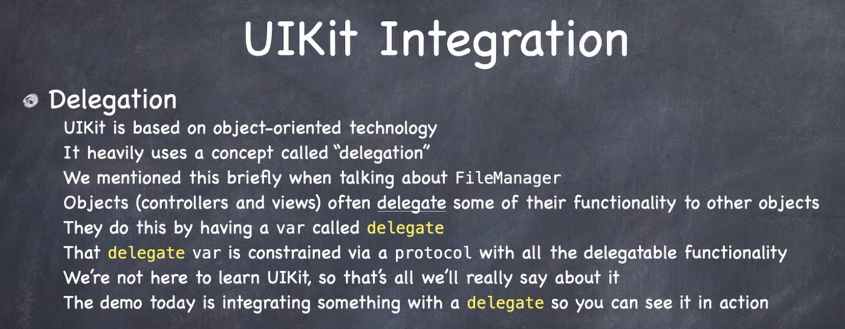 UIKit Integration
Delegation
UIKit is based on object-oriented technology
It heavily uses a concept called “delegation”
We mentioned this briefly when talking about FileManager
Objects (controllers and views) often delegate some of their functionality to other objects
They do this by having a var called delegate
That delegate var is constrained via a protocol with all the delegatable functionality
We’re not here to learn UIKit, so that’s all we’ll really say about it
The demo today is integrating something with a delegate so you can see it in action